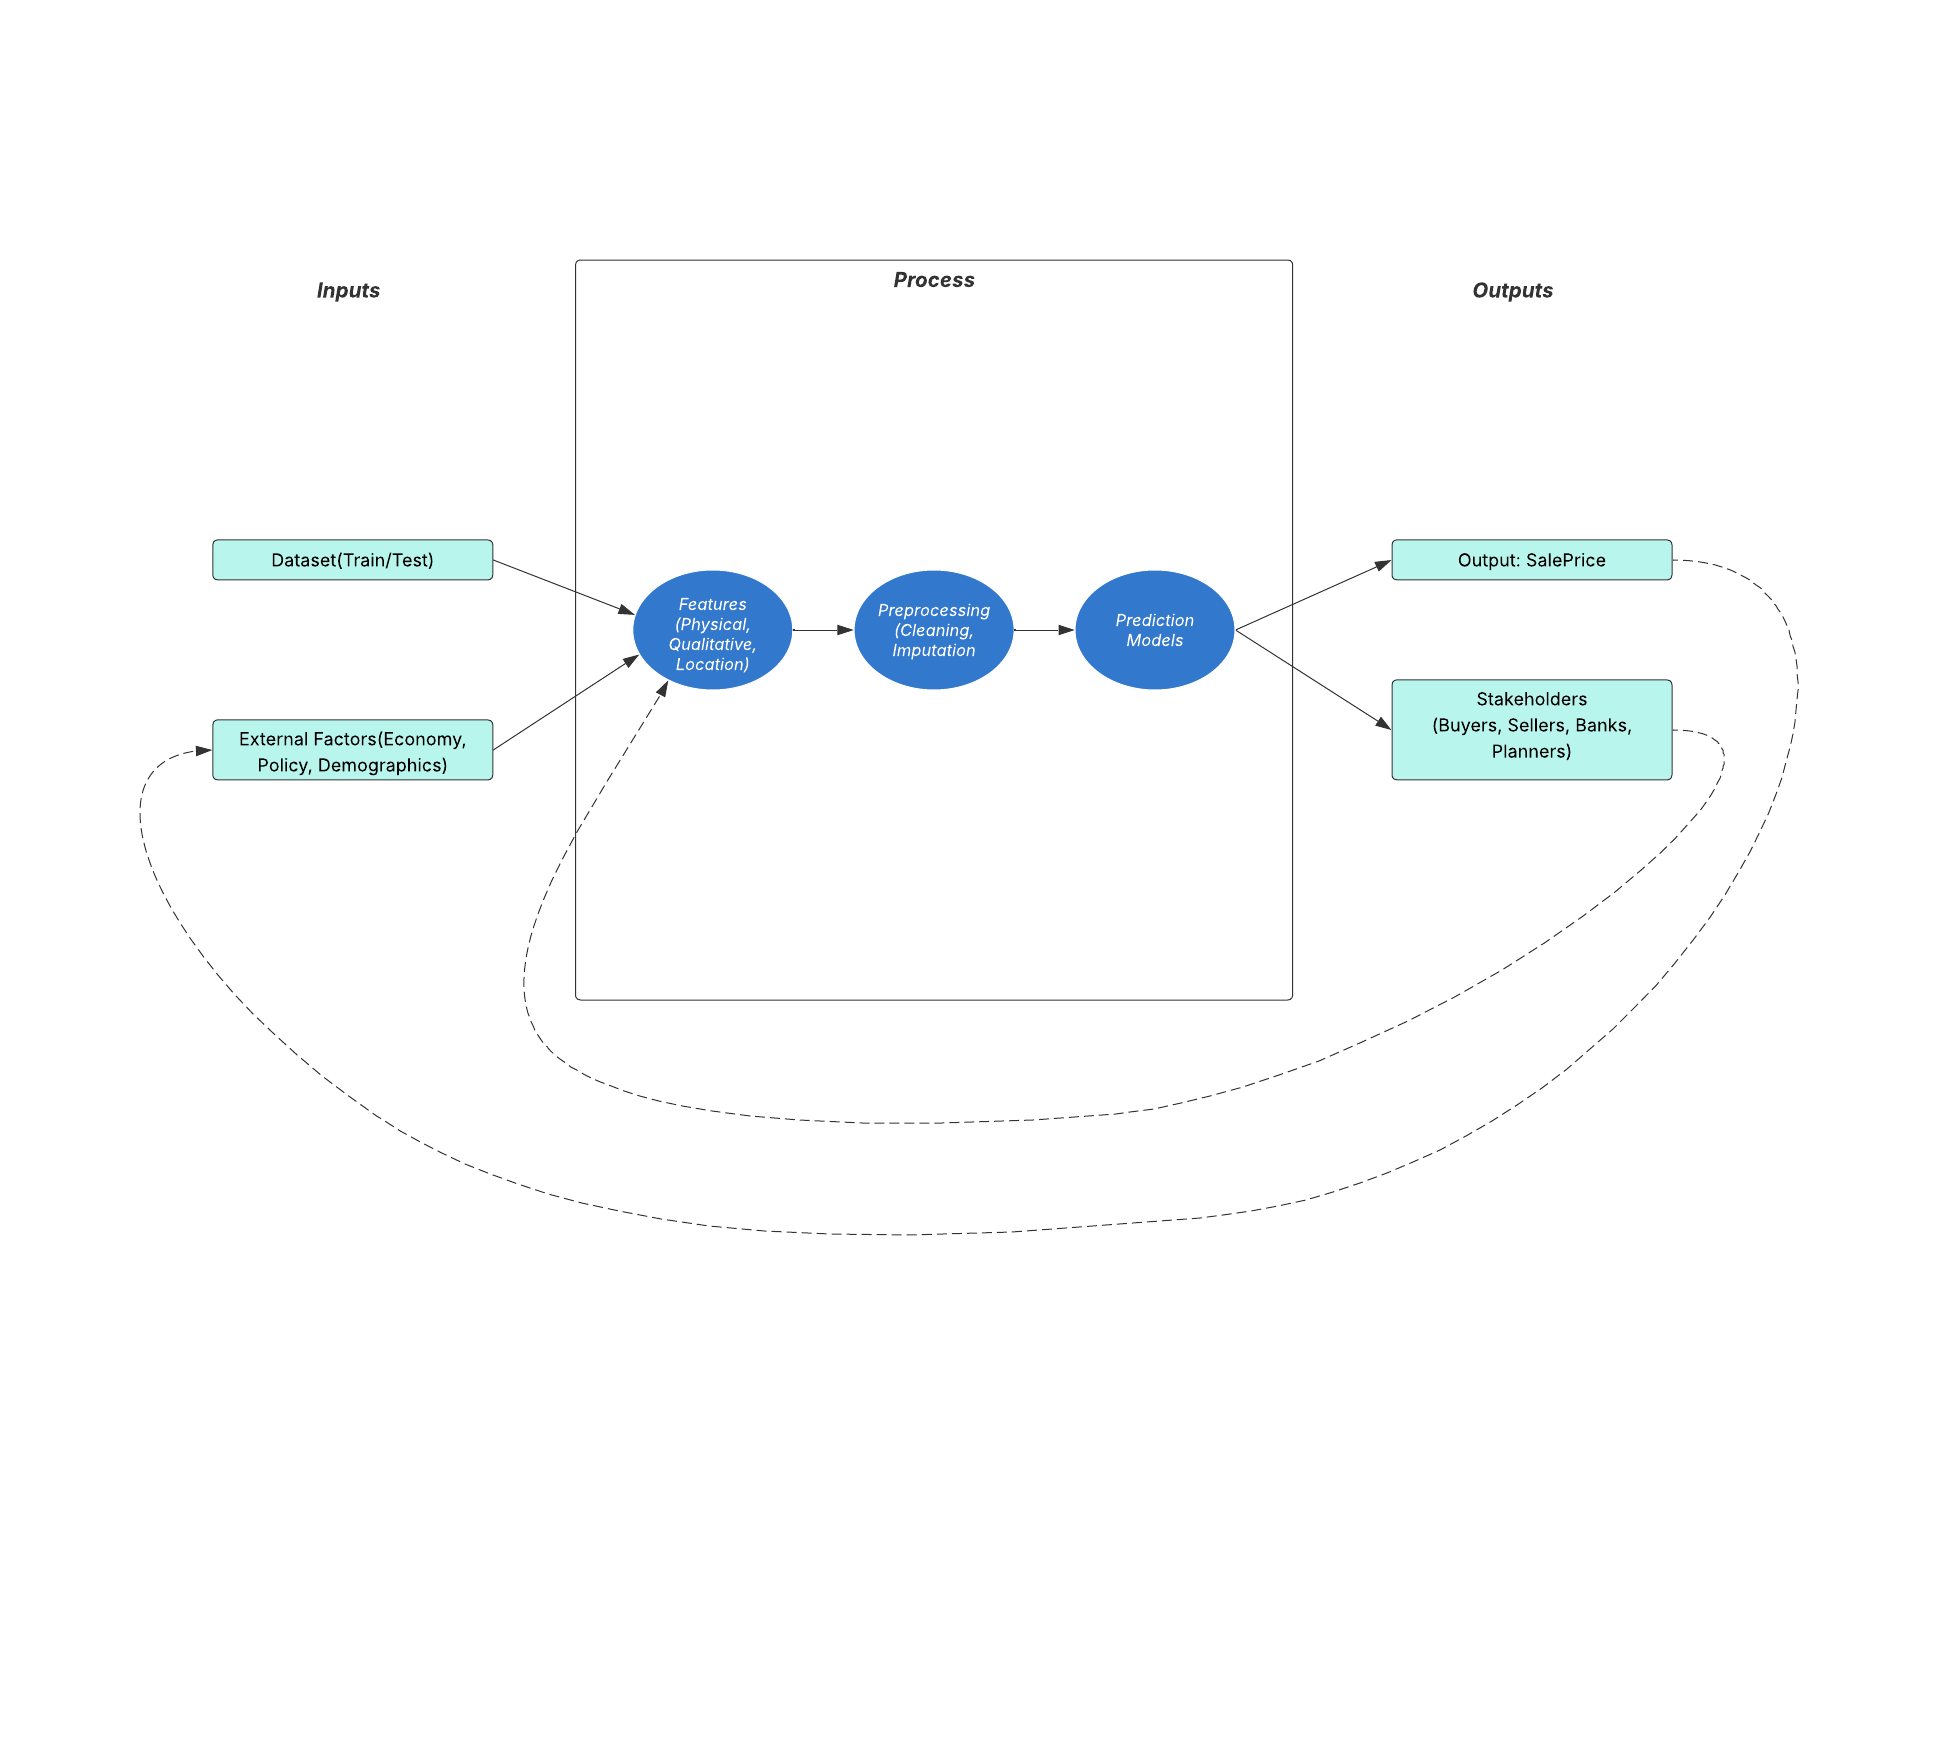 Inputs
Process
Outputs
Dataset(Train/Test)
External Factors(Economy,
Policy, Demographics)
Features
(Physical,
Qualitative,
Location)
Preprocessing
(Cleaning,
Imputation
Prediction
Models
Output: SalePrice
Stakeholders
(Buyers, Sellers, Banks,
Planners)